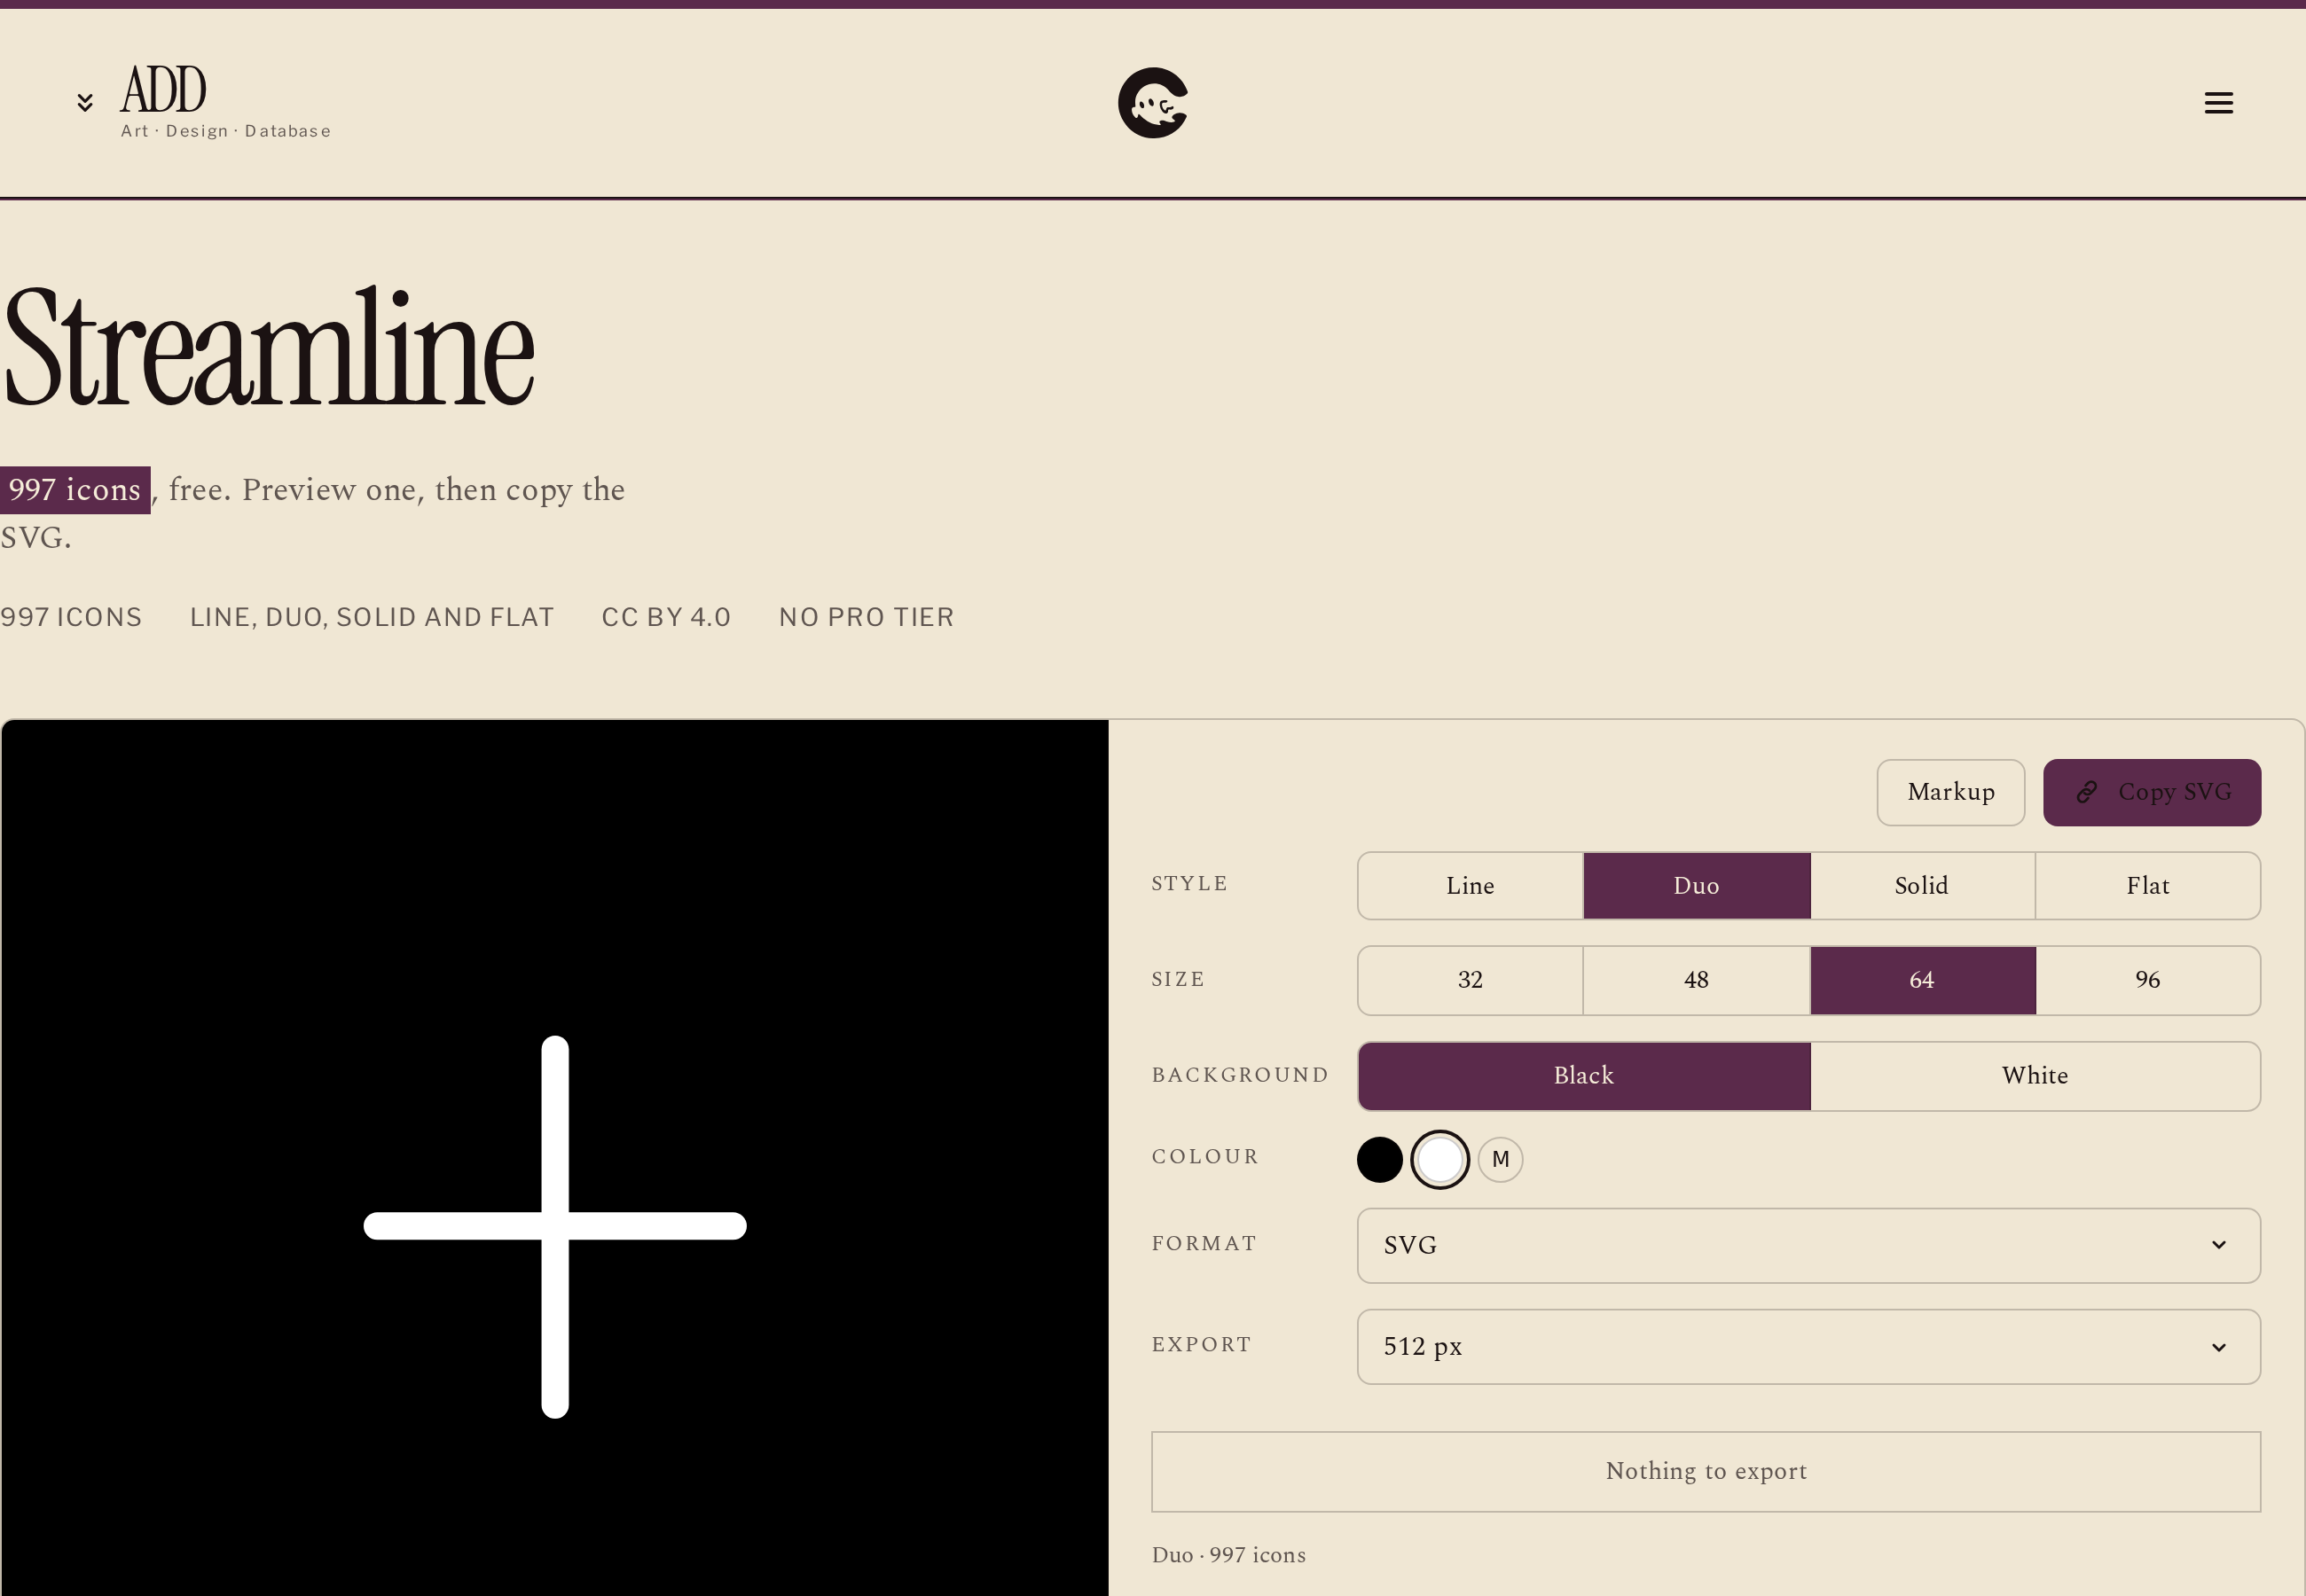 ADD
Art · Design · Database
Streamline
997 icons, free. Preview one, then copy the
SVG.
997 ICONS LINE, DUO, SOLID AND FLAT CC BY 4.0 NO PRO TIER
Markup Copy SVG
STYLE Line Duo Solid Flat
SIZE 32 48 64 96
BACKGROUND Black White
COLOUR M
FORMAT SVG
EXPORT 512 px
Nothing to export
Duo · 997 icons